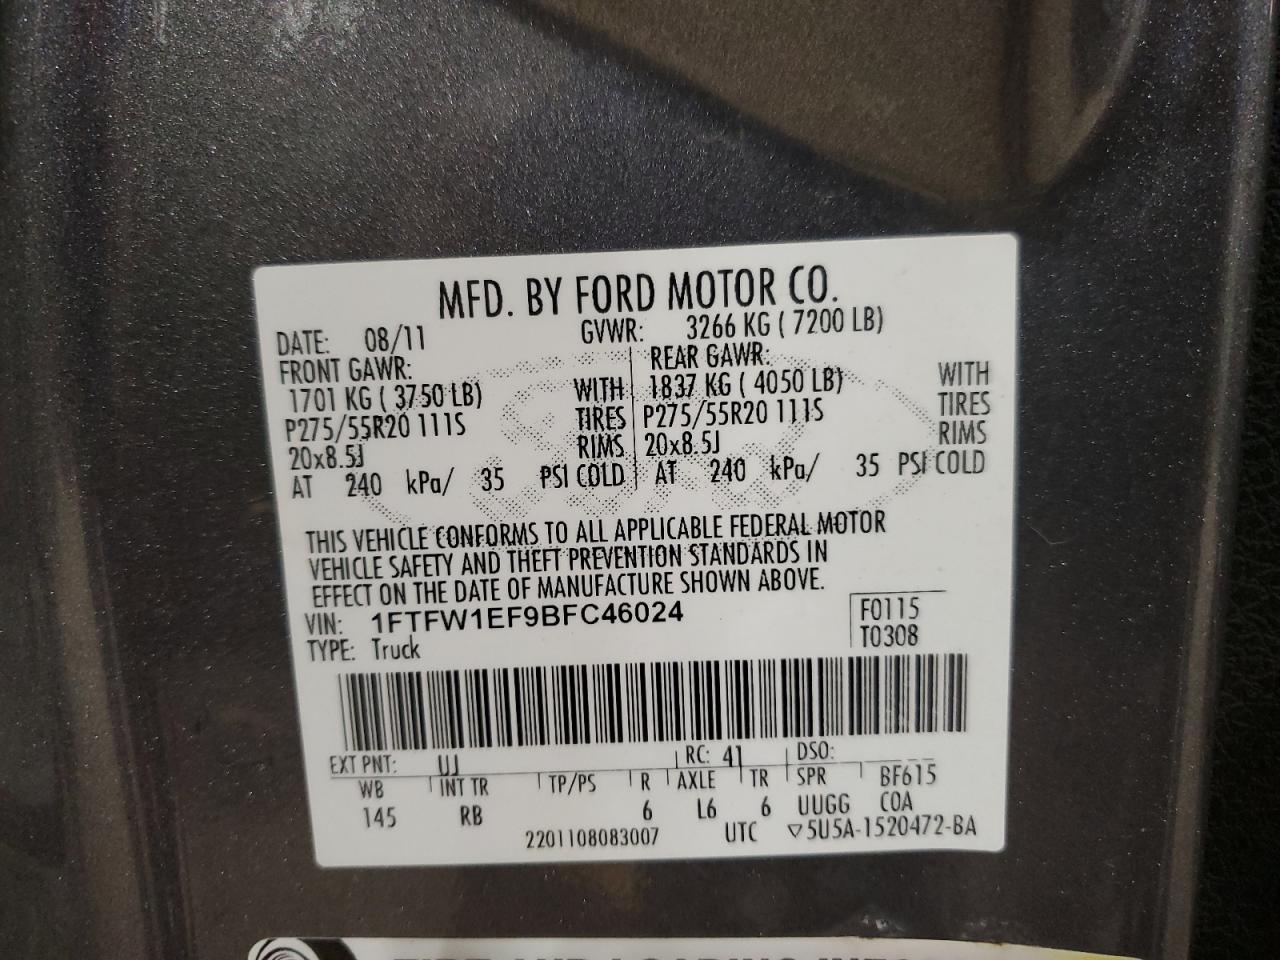 MFD. BY FORD MOTOR CO.
DATE: 08/11 GVWR: 3266 KG ( 7200 LB)
FRONT GAWR: REAR GAWR:
1701 KG ( 3750 LB) WITH 1837 KG ( 4050 LB) WITH
P275/55R20 111S TIRES P275/55R20 111S TIRES
20x8.5J RIMS 20x8.5J RIMS
AT 240 kPa/ 35 PSI COLD AT 240 kPa/ 35 PSI COLD
THIS VEHICLE CONFORMS TO ALL APPLICABLE FEDERAL MOTOR
VEHICLE SAFETY AND THEFT PREVENTION STANDARDS IN
EFFECT ON THE DATE OF MANUFACTURE SHOWN ABOVE.
VIN: 1FTFW1EF9BFC46024 F0115
TYPE: Truck T0308
EXT PNT: UJ RC: 41 DSO:
WB INT TR TP/PS R AXLE TR SPR BF615
145 RB 6 L6 6 UUGG COA
2201108083007 UTC ▽5U5A-1520472-BA